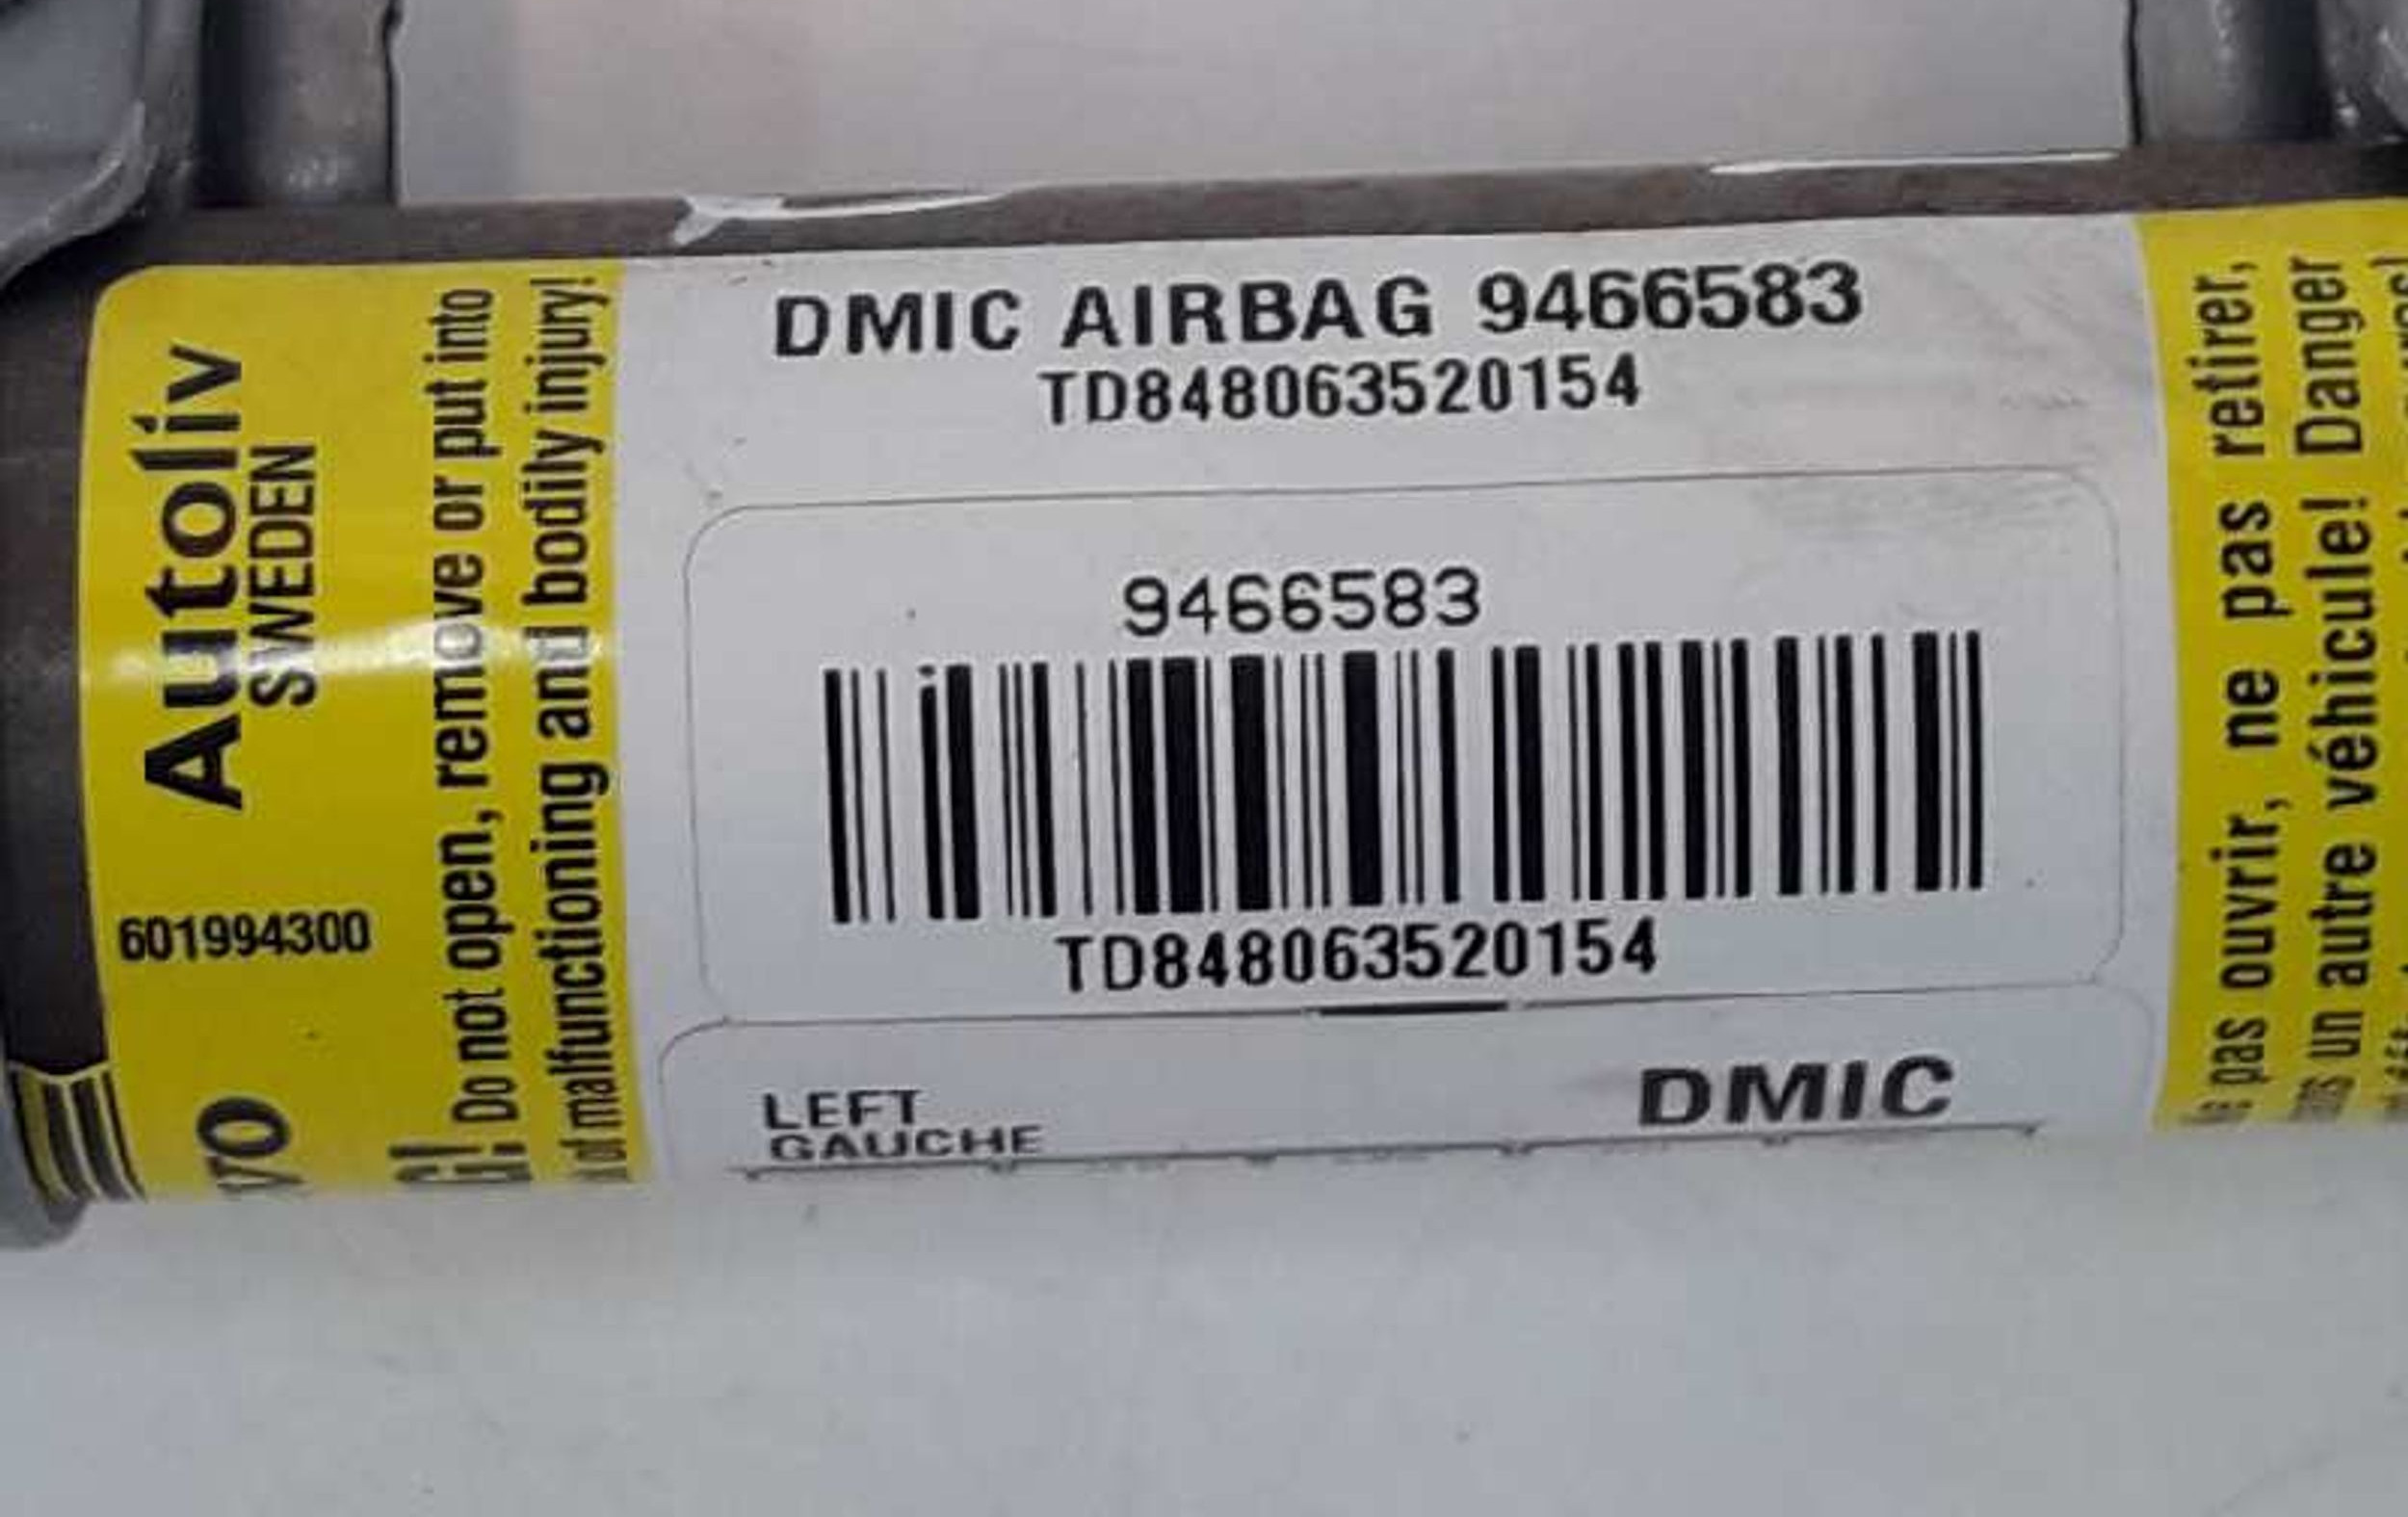 Autoliv
SWEDEN
601994300
Do not open, remove or put into
of malfunctioning and bodily injury!
DMIC AIRBAG 9466583
TD848063520154
9466583
TD848063520154
LEFT
GAUCHE
DMIC
pas ouvrir, ne pas retirer,
un autre véhicule! Danger